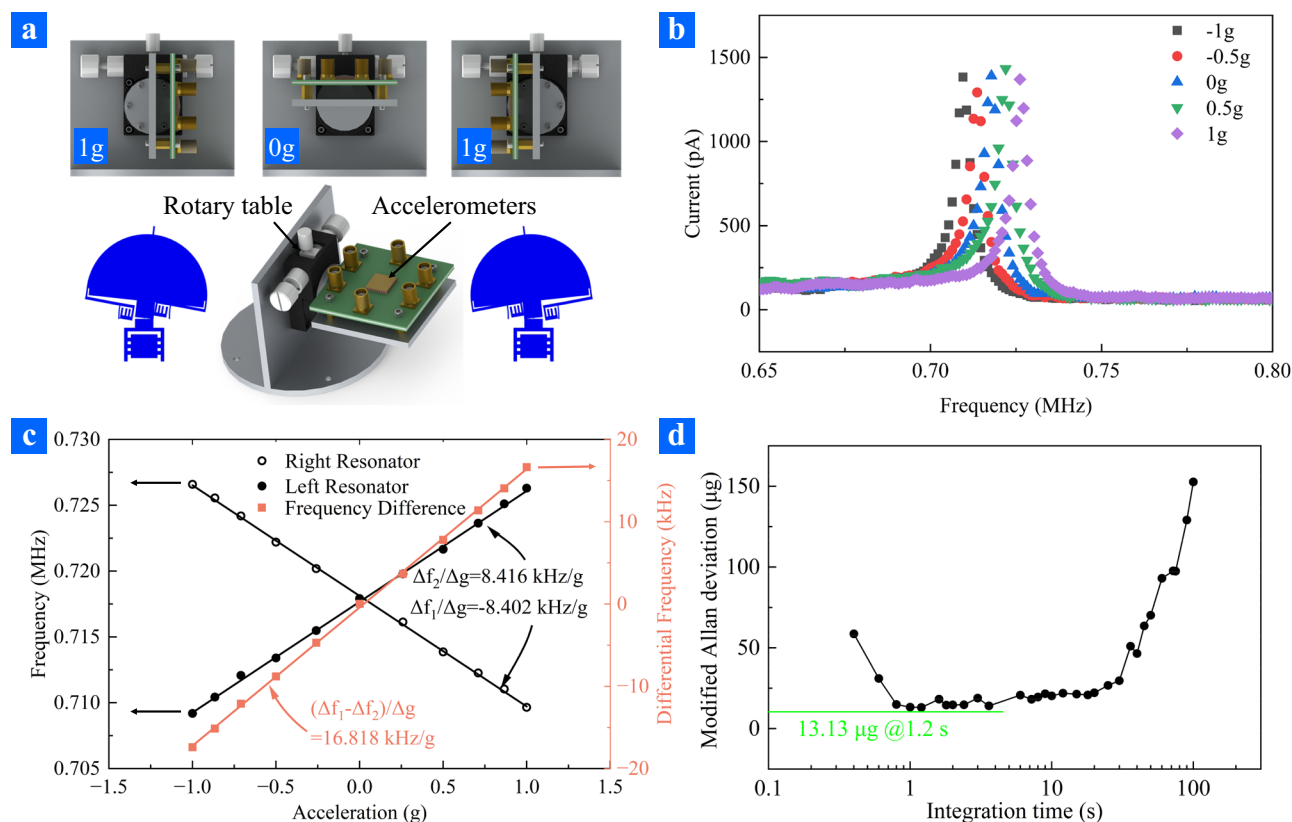 a
1g
0g
1g
Rotary table
Accelerometers
b
-1g
-0.5g
0g
0.5g
1g
1500
1000
500
0
Current (pA)
0.65
0.70
0.75
0.80
Frequency (MHz)
c
0.730
0.725
0.720
0.715
0.710
0.705
Frequency (MHz)
Right Resonator
Left Resonator
Frequency Difference
Δf2/Δg=8.416 kHz/g
Δf1/Δg=-8.402 kHz/g
(Δf1-Δf2)/Δg
=16.818 kHz/g
20
10
0
−10
−20
Differential Frequency (kHz)
−1.5
−1.0
−0.5
0.0
0.5
1.0
1.5
Acceleration (g)
d
150
100
50
0
Modified Allan deviation (μg)
13.13 μg @1.2 s
0.1
1
10
100
Integration time (s)